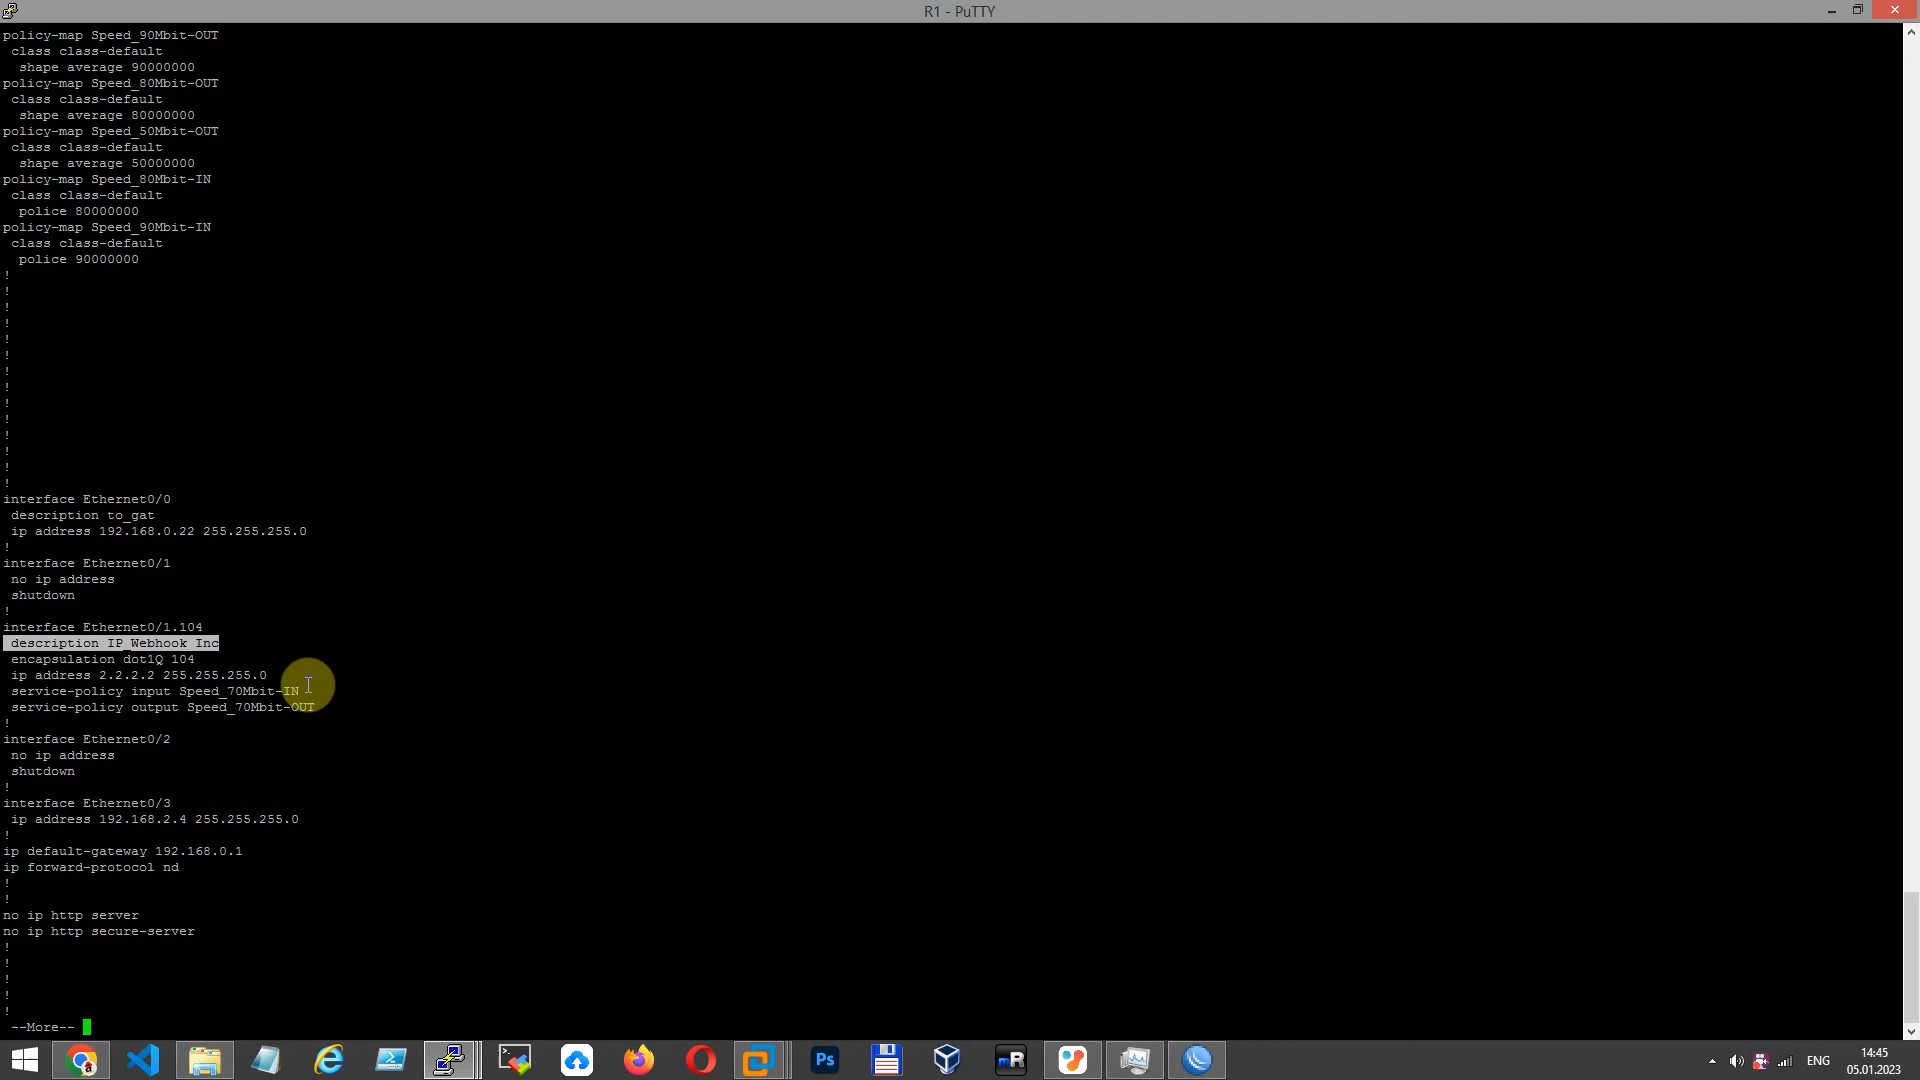 R1 - PuTTY
policy-map Speed_90Mbit-OUT
class class-default
shape average 90000000
policy-map Speed_80Mbit-OUT
class class-default
shape average 80000000
policy-map Speed_50Mbit-OUT
class class-default
shape average 50000000
policy-map Speed_80Mbit-IN
class class-default
police 80000000
policy-map Speed_90Mbit-IN
class class-default
police 90000000
!
!
!
!
!
!
!
!
!
!
!
!
!
!
interface Ethernet0/0
description to_gat
ip address 192.168.0.22 255.255.255.0
!
interface Ethernet0/1
no ip address
shutdown
!
interface Ethernet0/1.104
description IP_Webhook Inc
encapsulation dot1Q 104
ip address 2.2.2.2 255.255.255.0
service-policy input Speed_70Mbit-IN
service-policy output Speed_70Mbit-OUT
!
interface Ethernet0/2
no ip address
shutdown
!
interface Ethernet0/3
ip address 192.168.2.4 255.255.255.0
!
ip default-gateway 192.168.0.1
ip forward-protocol nd
!
!
no ip http server
no ip http secure-server
!
!
!
!
!
--More--
Ps
mR
ENG
14:45
05.01.2023